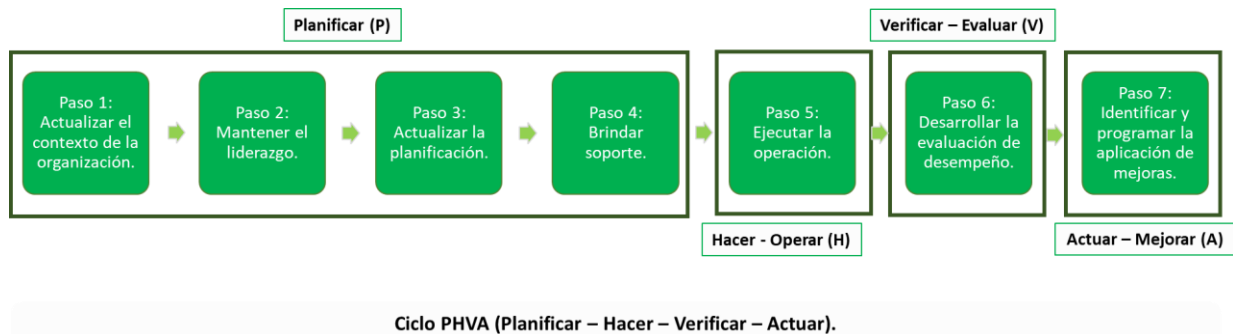 Planificar (P)
Verificar – Evaluar (V)
Paso 1:
Actualizar el
contexto de la
organización.
Paso 2:
Mantener el
liderazgo.
Paso 3:
Actualizar la
planificación.
Paso 4:
Brindar
soporte.
Paso 5:
Ejecutar la
operación.
Paso 6:
Desarrollar la
evaluación de
desempeño.
Paso 7:
Identificar y
programar la
aplicación de
mejoras.
Hacer - Operar (H)
Actuar – Mejorar (A)
Ciclo PHVA (Planificar – Hacer – Verificar – Actuar).